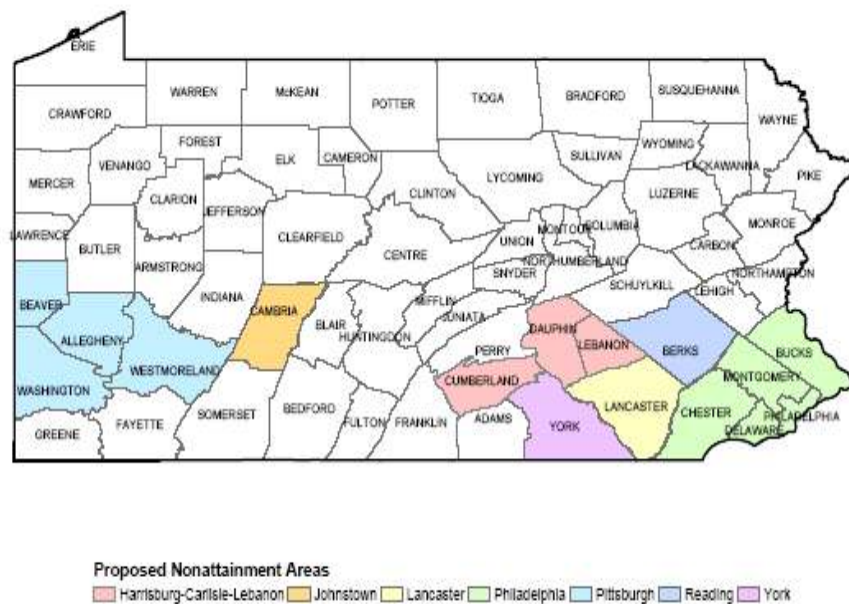 ERIE
WARREN McKEAN POTTER TIOGA BRADFORD SUSQUEHANNA
CRAWFORD WAYNE
FOREST WYOMING
VENANGO ELK CAMERON SULLIVAN LACKAWANNA
MERCER CLARION CLINTON LYCOMING LUZERNE PIKE
JEFFERSON COLUMBIA MONROE
LAWRENCE BUTLER CLEARFIELD CENTRE UNION MONTOUR CARBON
ARMSTRONG SNYDER NORTHUMBERLAND NORTHAMPTON
BEAVER INDIANA CAMBRIA BLAIR HUNTINGDON MIFFLIN JUNIATA SCHUYLKILL LEHIGH
ALLEGHENY DAUPHIN LEBANON BERKS BUCKS
WESTMORELAND PERRY MONTGOMERY
WASHINGTON CUMBERLAND LANCASTER CHESTER PHILADELPHIA
GREENE FAYETTE SOMERSET BEDFORD FULTON FRANKLIN ADAMS YORK DELAWARE
Proposed Nonattainment Areas
Harrisburg-Carlisle-Lebanon Johnstown Lancaster Philadelphia Pittsburgh Reading York